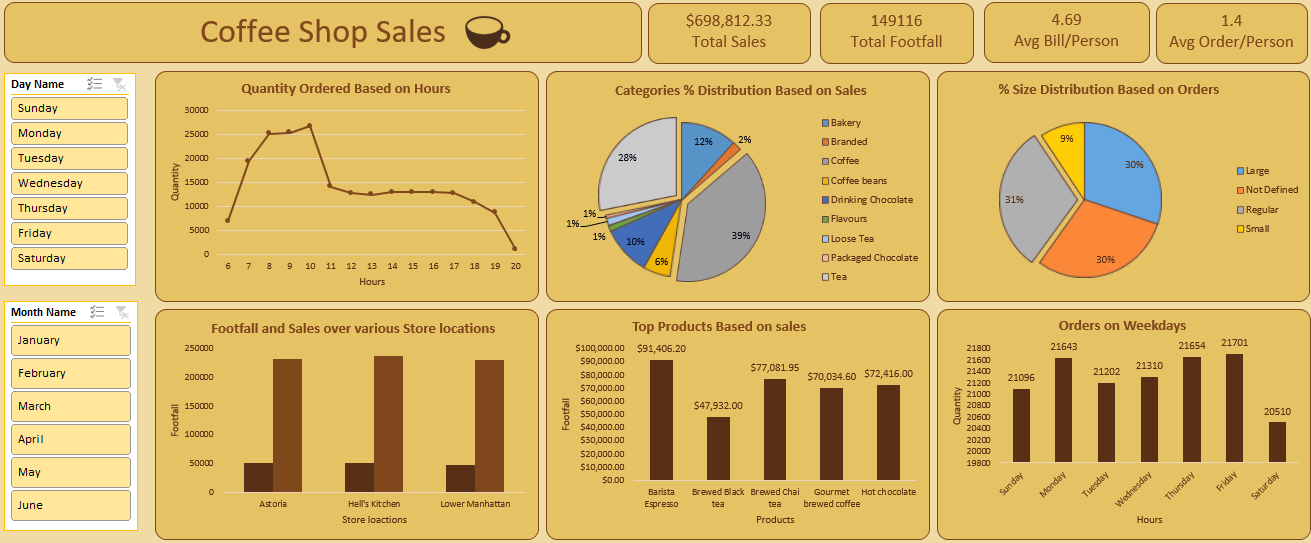 Coffee Shop Sales
$698,812.33
Total Sales
149116
Total Footfall
4.69
Avg Bill/Person
1.4
Avg Order/Person
Day Name
Sunday
Monday
Tuesday
Wednesday
Thursday
Friday
Saturday
Month Name
January
February
March
April
May
June
Quantity Ordered Based on Hours
30000
25000
20000
15000
10000
5000
0
Quantity
6 7 8 9 10 11 12 13 14 15 16 17 18 19 20
Hours
Categories % Distribution Based on Sales
12%
2%
39%
6%
10%
1%
1%
1%
28%
Bakery
Branded
Coffee
Coffee beans
Drinking Chocolate
Flavours
Loose Tea
Packaged Chocolate
Tea
% Size Distribution Based on Orders
30%
30%
31%
9%
Large
Not Defined
Regular
Small
Footfall and Sales over various Store locations
250000
200000
150000
100000
50000
0
Footfall
Astoria Hell's Kitchen Lower Manhattan
Store loactions
Top Products Based on sales
$100,000.00
$90,000.00
$80,000.00
$70,000.00
$60,000.00
$50,000.00
$40,000.00
$30,000.00
$20,000.00
$10,000.00
$0.00
Footfall
$91,406.20
$47,932.00
$77,081.95
$70,034.60
$72,416.00
Barista Espresso
Brewed Black tea
Brewed Chai tea
Gourmet brewed coffee
Hot chocolate
Products
Orders on Weekdays
21800
21600
21400
21200
21000
20800
20600
20400
20200
20000
19800
Quantity
21096
21643
21202
21310
21654
21701
20510
Sunday
Monday
Tuesday
Wednesday
Thursday
Friday
Saturday
Hours